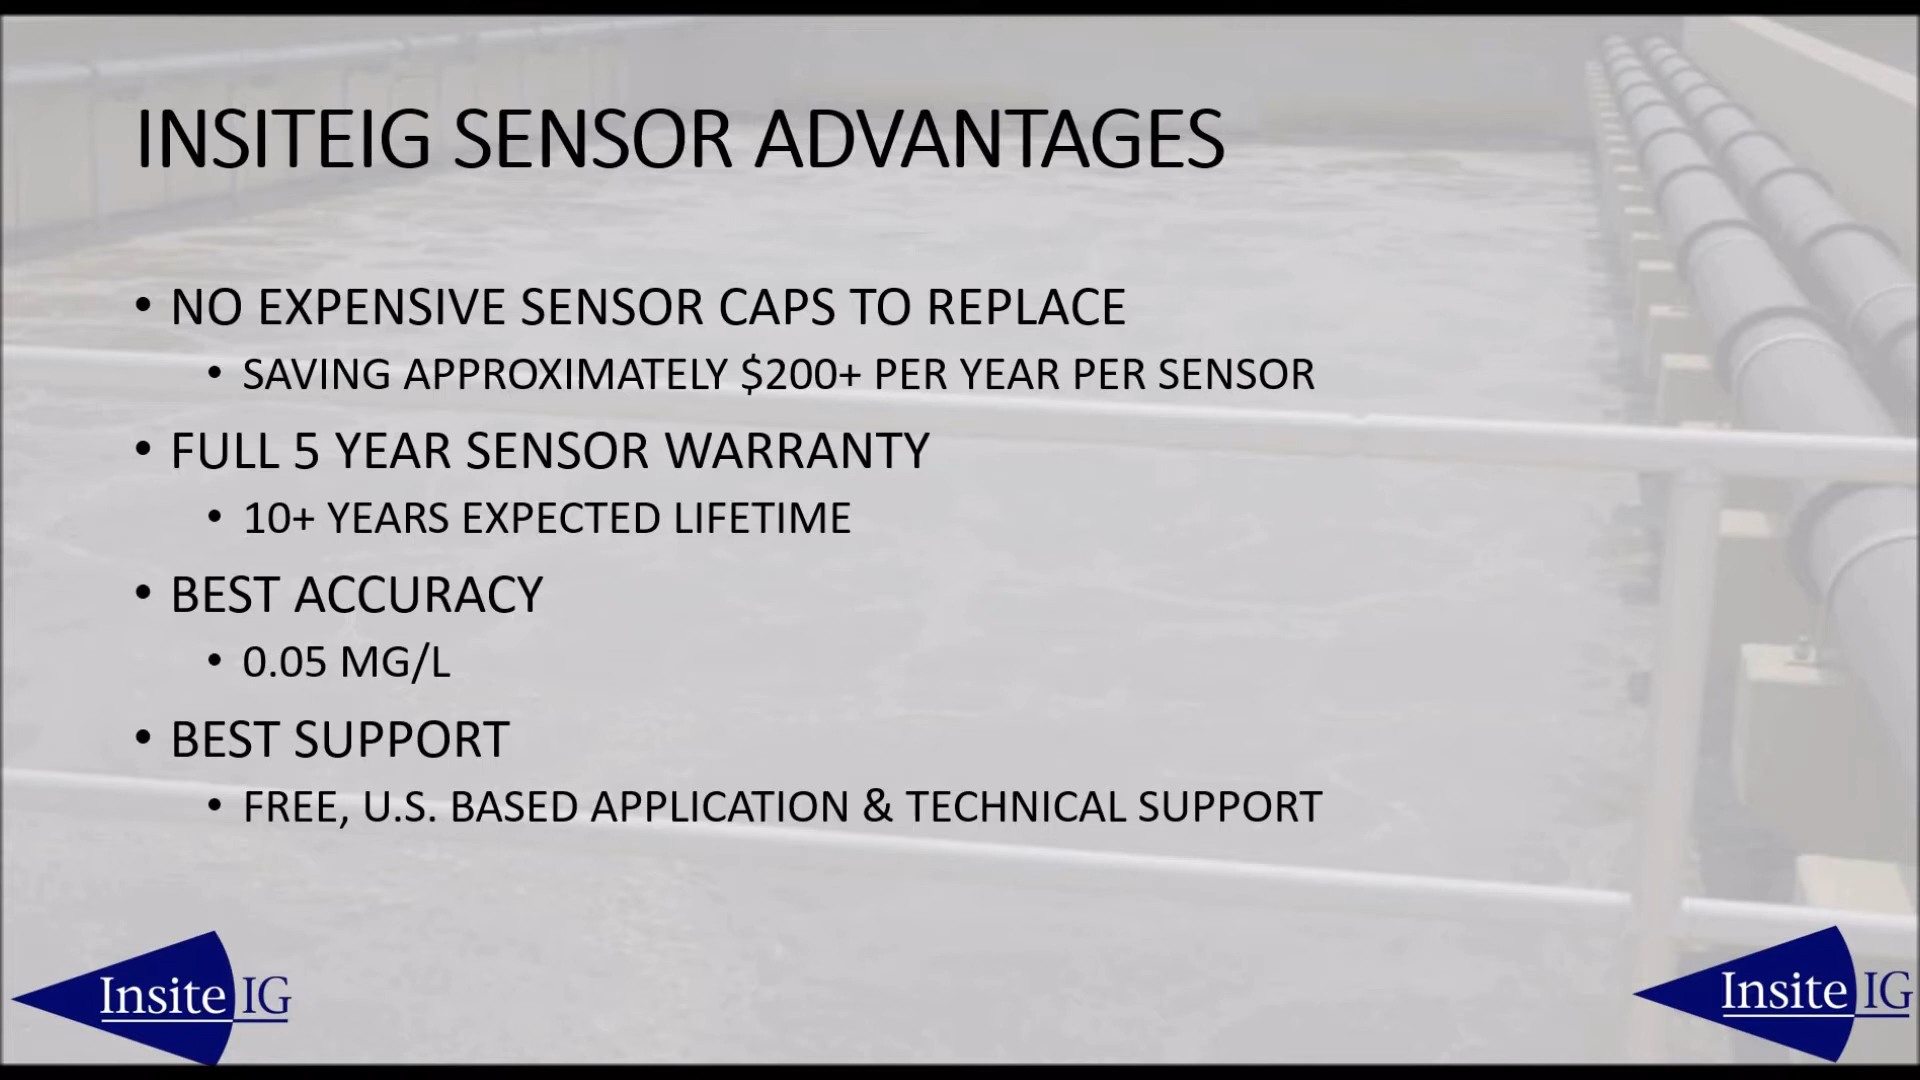 INSITEIG SENSOR ADVANTAGES
• NO EXPENSIVE SENSOR CAPS TO REPLACE
• SAVING APPROXIMATELY $200+ PER YEAR PER SENSOR
• FULL 5 YEAR SENSOR WARRANTY
• 10+ YEARS EXPECTED LIFETIME
• BEST ACCURACY
• 0.05 MG/L
• BEST SUPPORT
• FREE, U.S. BASED APPLICATION & TECHNICAL SUPPORT
Insite IG
Insite IG